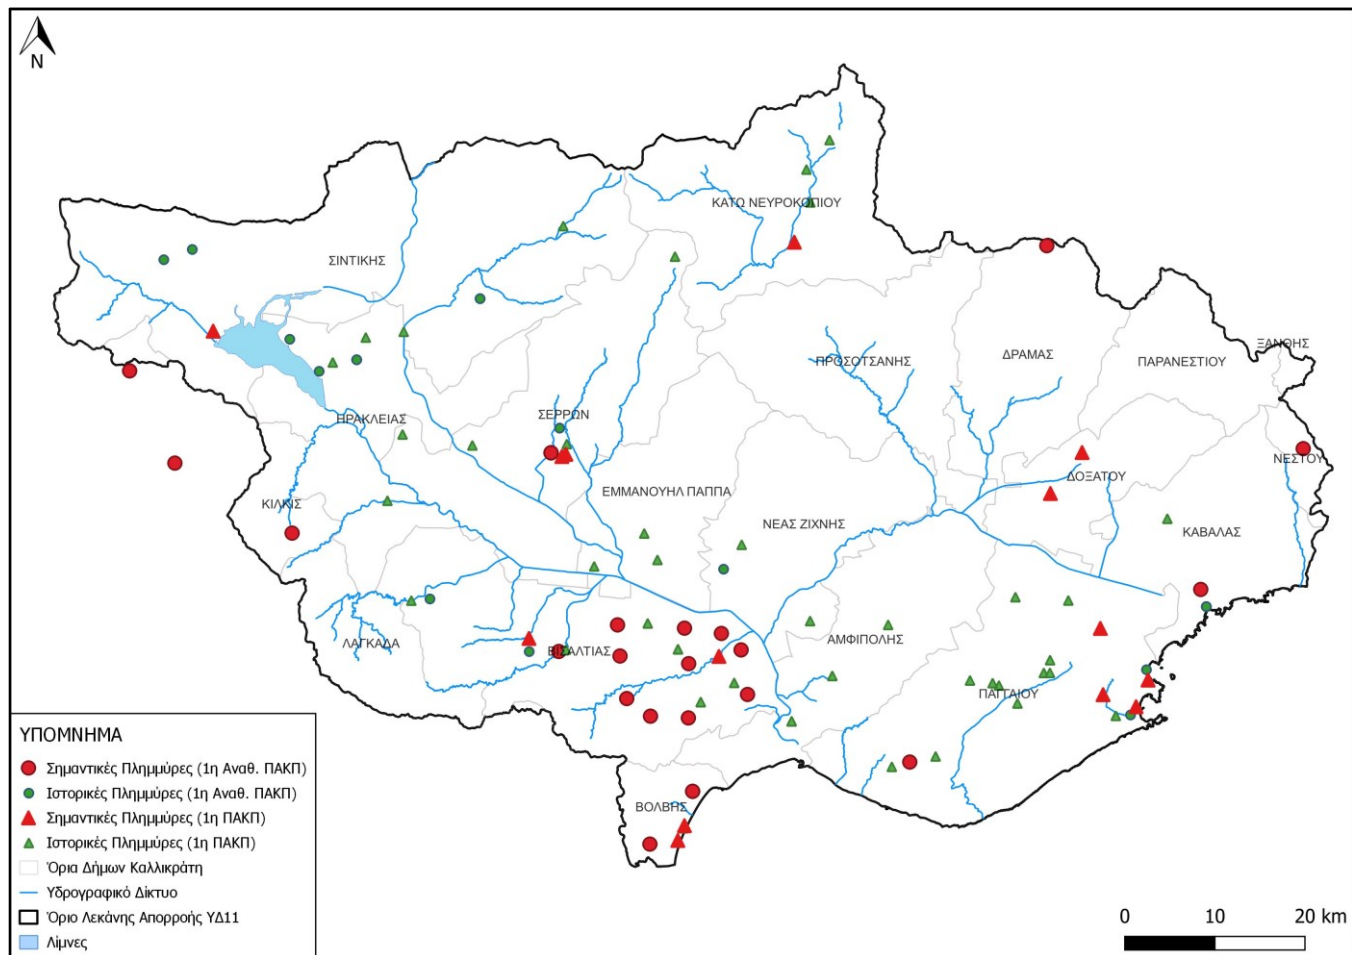 N
ΚΑΤΩ ΝΕΥΡΟΚΟΠΙΟΥ
ΣΙΝΤΙΚΗΣ
ΞΑΝΘΗΣ
ΠΡΟΣΟΤΣΑΝΗΣ
ΔΡΑΜΑΣ
ΠΑΡΑΝΕΣΤΙΟΥ
ΗΡΑΚΛΕΙΑΣ
ΣΕΡΡΩΝ
ΝΕΣΤΟΥ
ΔΟΞΑΤΟΥ
ΕΜΜΑΝΟΥΗΛ ΠΑΠΠΑ
ΚΙΛΚΙΣ
ΝΕΑΣ ΖΙΧΝΗΣ
ΚΑΒΑΛΑΣ
ΛΑΓΚΑΔΑ
ΒΙΣΑΛΤΙΑΣ
ΑΜΦΙΠΟΛΗΣ
ΠΑΓΓΑΙΟΥ
ΒΟΛΒΗΣ
ΥΠΟΜΝΗΜΑ
Σημαντικές Πλημμύρες (1η Αναθ. ΠΑΚΠ)
Ιστορικές Πλημμύρες (1η Αναθ. ΠΑΚΠ)
Σημαντικές Πλημμύρες (1η ΠΑΚΠ)
Ιστορικές Πλημμύρες (1η ΠΑΚΠ)
Όρια Δήμων Καλλικράτη
Υδρογραφικό Δίκτυο
Όριο Λεκάνης Απορροής ΥΔ11
Λίμνες
0 10 20 km